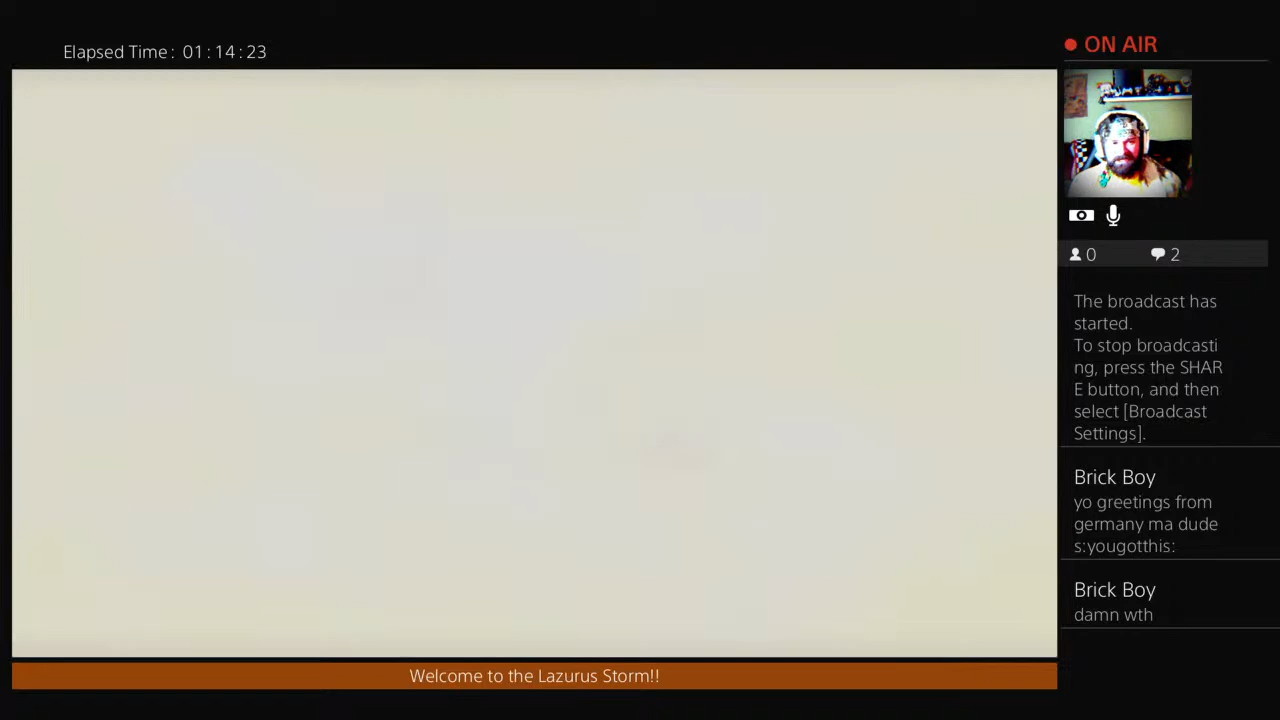 Elapsed Time: 01:14:23
ON AIR
0 2
The broadcast has
started.
To stop broadcasti
ng, press the SHAR
E button, and then
select [Broadcast
Settings].
Brick Boy
yo greetings from
germany ma dude
s:yougotthis:
Brick Boy
damn wth
Welcome to the Lazurus Storm!!